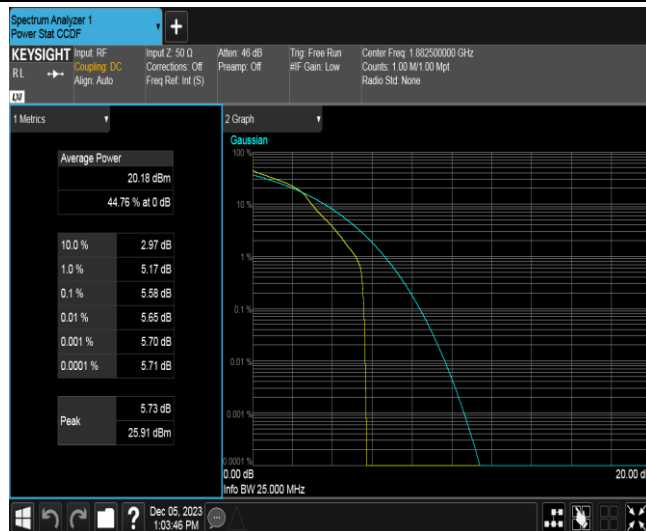 Spectrum Analyzer 1
Power Stat CCDF
+
KEYSIGHT
RL
Input: RF
Coupling: DC
Align: Auto
Input Z: 50 Ω
Corrections: Off
Freq Ref: Int (S)
Atten: 46 dB
Preamp: Off
Trig: Free Run
#IF Gain: Low
Center Freq: 1.882500000 GHz
Counts: 1.00 M/1.00 Mpt
Radio Std: None
1 Metrics
Average Power
20.18 dBm
44.76 % at 0 dB
10.0 % 2.97 dB
1.0 % 5.17 dB
0.1 % 5.58 dB
0.01 % 5.65 dB
0.001 % 5.70 dB
0.0001 % 5.71 dB
Peak
5.73 dB
25.91 dBm
2 Graph
Gaussian
100 %
10 %
1 %
0.1 %
0.01 %
0.001 %
0.0001 %
0.00 dB
20.00 d
Info BW 25.000 MHz
?
Dec 05, 2023
1:03:46 PM